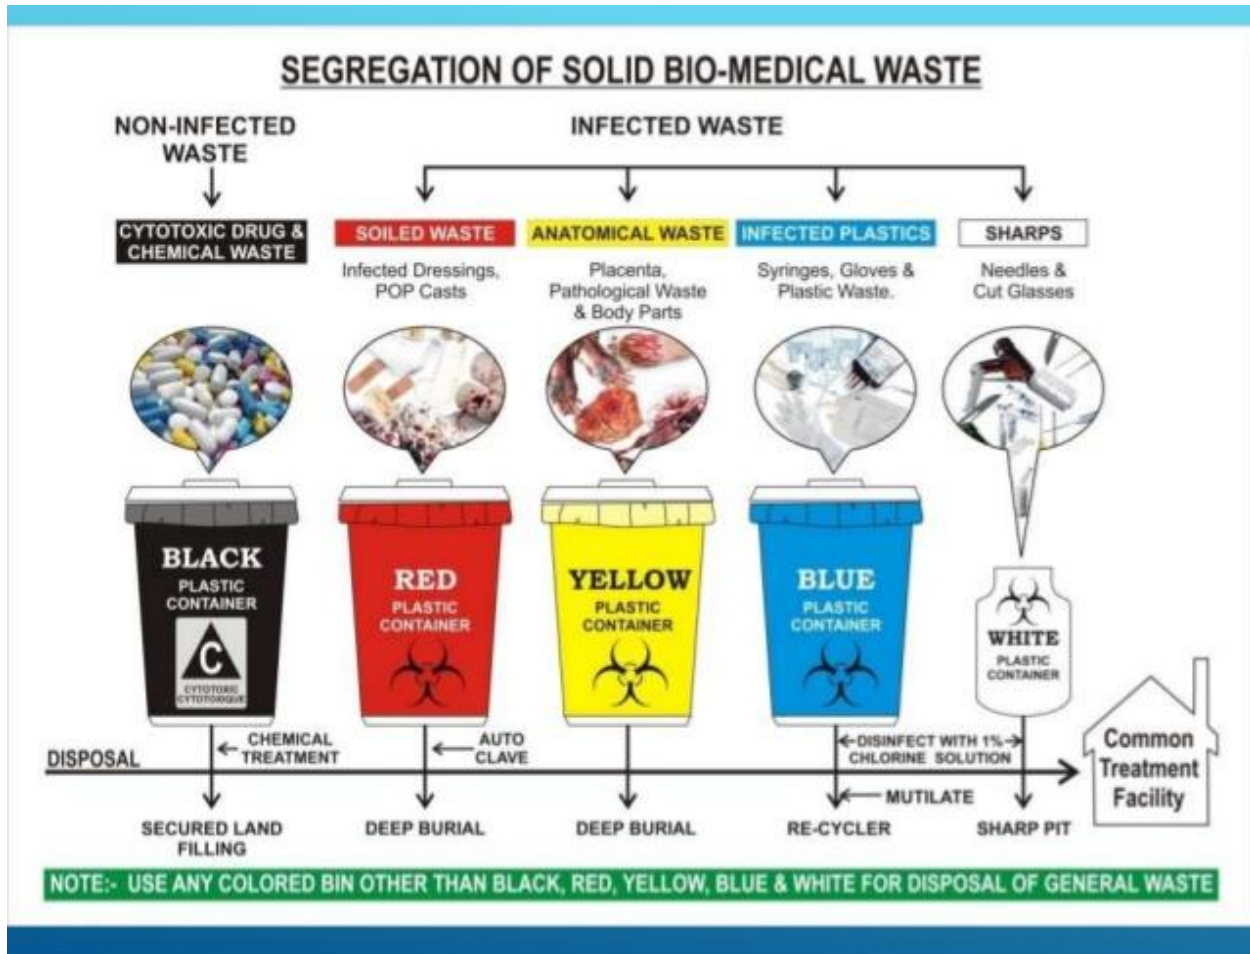 SEGREGATION OF SOLID BIO-MEDICAL WASTE
NON-INFECTED
WASTE
INFECTED WASTE
CYTOTOXIC DRUG &
CHEMICAL WASTE
SOILED WASTE
Infected Dressings,
POP Casts
ANATOMICAL WASTE
Placenta,
Pathological Waste
& Body Parts
INFECTED PLASTICS
Syringes, Gloves &
Plastic Waste.
SHARPS
Needles &
Cut Glasses
BLACK
PLASTIC
CONTAINER
C
CYTOTOXIC
CYTOTOXIQUE
RED
PLASTIC
CONTAINER
YELLOW
PLASTIC
CONTAINER
BLUE
PLASTIC
CONTAINER
WHITE
PLASTIC
CONTAINER
DISPOSAL
CHEMICAL
TREATMENT
AUTO
CLAVE
DISINFECT WITH 1%
CHLORINE SOLUTION
MUTILATE
Common
Treatment
Facility
SECURED LAND
FILLING
DEEP BURIAL
DEEP BURIAL
RE-CYCLER
SHARP PIT
NOTE:- USE ANY COLORED BIN OTHER THAN BLACK, RED, YELLOW, BLUE & WHITE FOR DISPOSAL OF GENERAL WASTE